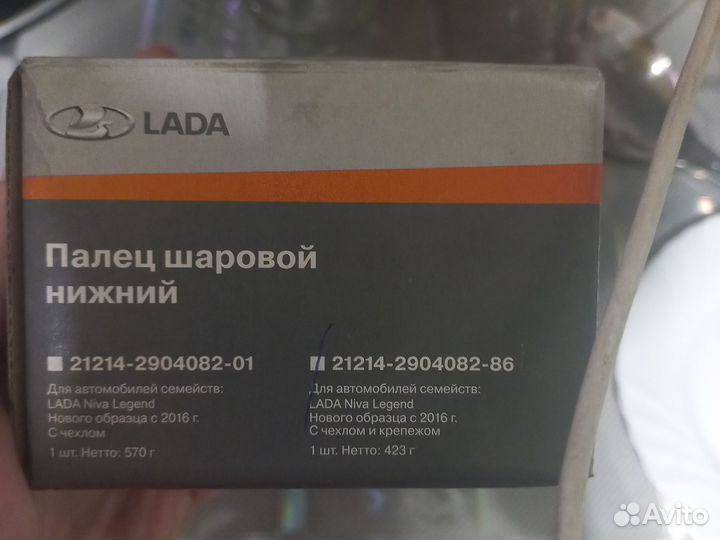 LADA
Палец шаровой
нижний
21214-2904082-01
Для автомобилей семейств:
LADA Niva Legend
Нового образца с 2016 г.
С чехлом
1 шт. Нетто: 570 г
21214-2904082-86
Для автомобилей семейств:
LADA Niva Legend
Нового образца с 2016 г.
С чехлом и крепежом
1 шт. Нетто: 423 г
Avito